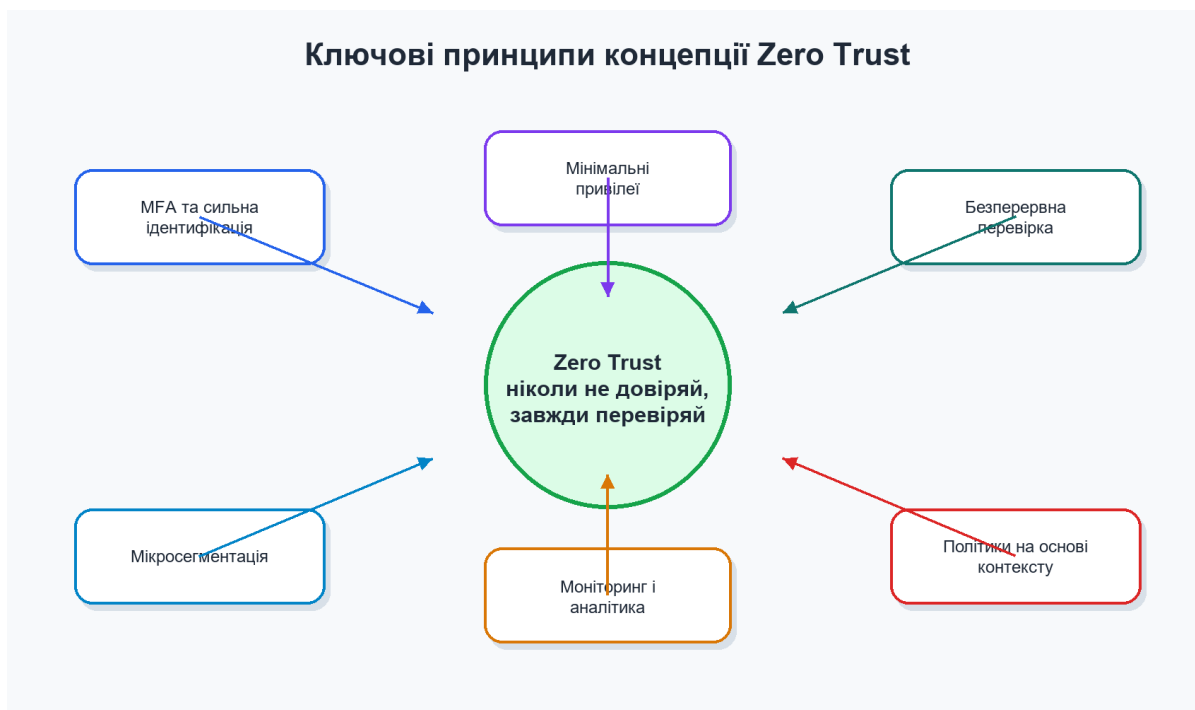 Ключові принципи концепції Zero Trust
Мінімальні
привілеї
MFA та сильна
ідентифікація
Безперервна
перевірка
Zero Trust
ніколи не довіряй,
завжди перевіряй
Мікросегментація
Моніторинг і
аналітика
Політики на основі
контексту